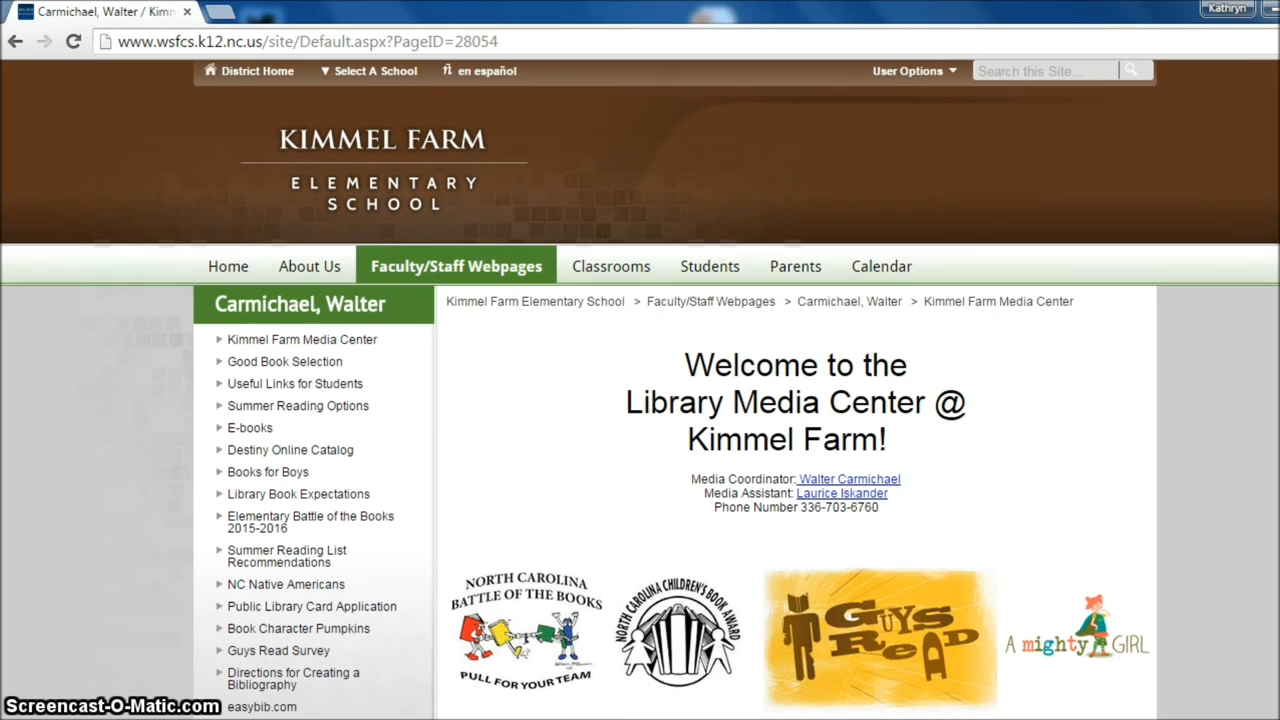 Carmichael, Walter / Kimm
Kathryn
www.wsfcs.k12.nc.us/site/Default.aspx?PageID=28054
District Home
Select A School
ñ en español
User Options
Search this Site...
KIMMEL FARM
ELEMENTARY
SCHOOL
Home
About Us
Faculty/Staff Webpages
Classrooms
Students
Parents
Calendar
Carmichael, Walter
Kimmel Farm Elementary School > Faculty/Staff Webpages > Carmichael, Walter > Kimmel Farm Media Center
Kimmel Farm Media Center
Good Book Selection
Useful Links for Students
Summer Reading Options
E-books
Destiny Online Catalog
Books for Boys
Library Book Expectations
Elementary Battle of the Books
2015-2016
Summer Reading List
Recommendations
NC Native Americans
Public Library Card Application
Book Character Pumpkins
Guys Read Survey
Directions for Creating a
Bibliography
easybib.com
Welcome to the
Library Media Center @
Kimmel Farm!
Media Coordinator: Walter Carmichael
Media Assistant: Laurice Iskander
Phone Number 336-703-6760
NORTH CAROLINA
BATTLE OF THE BOOKS
PULL FOR YOUR TEAM
NORTH CAROLINA CHILDREN'S BOOK AWARD
GUYS
READ
A mighty GIRL
Screencast-O-Matic.com